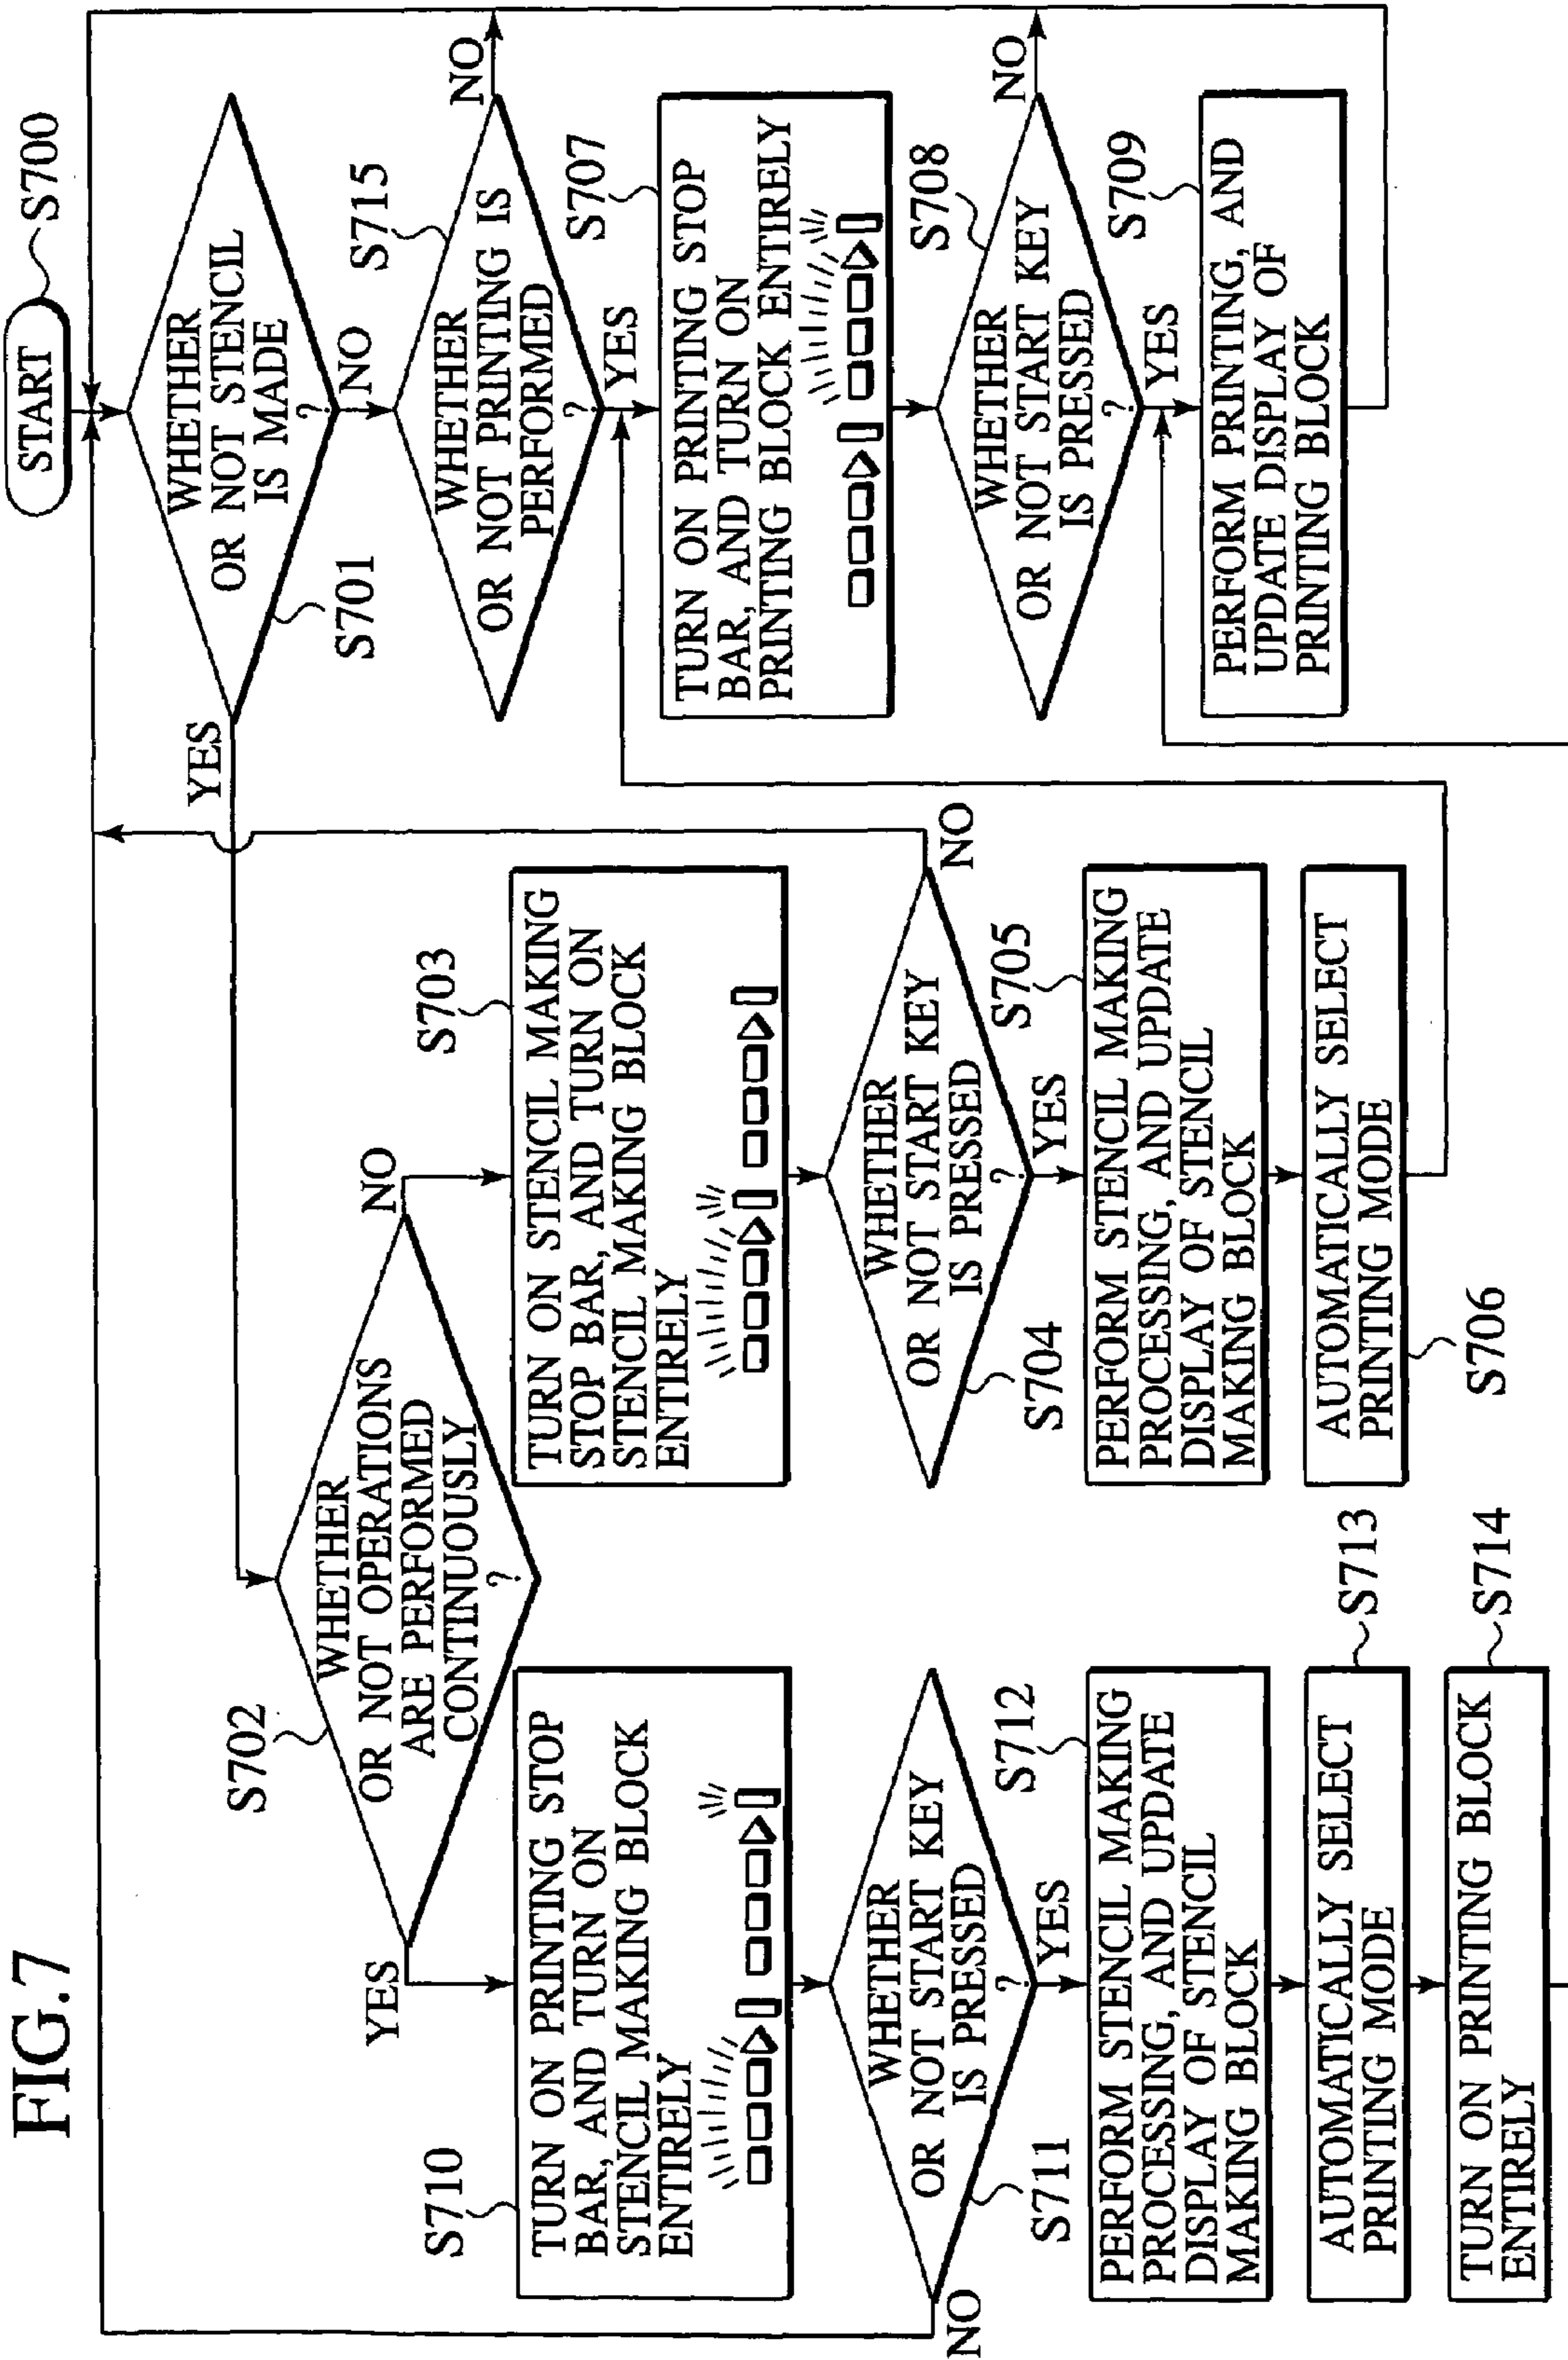 FIG.7
START
S700
WHETHER
OR NOT STENCIL
IS MADE
?
S701
YES
NO
WHETHER
OR NOT OPERATIONS
ARE PERFORMED
CONTINUOUSLY
?
S702
YES
NO
TURN ON PRINTING STOP
BAR, AND TURN ON
STENCIL MAKING BLOCK
ENTIRELY
S710
WHETHER
OR NOT START KEY
IS PRESSED
?
S711
NO
YES
PERFORM STENCIL MAKING
PROCESSING, AND UPDATE
DISPLAY OF STENCIL
MAKING BLOCK
S712
AUTOMATICALLY SELECT
PRINTING MODE
S713
TURN ON PRINTING BLOCK
ENTIRELY
S714
TURN ON STENCIL MAKING
STOP BAR, AND TURN ON
STENCIL MAKING BLOCK
ENTIRELY
S703
WHETHER
OR NOT START KEY
IS PRESSED
?
S704
NO
YES
PERFORM STENCIL MAKING
PROCESSING, AND UPDATE
DISPLAY OF STENCIL
MAKING BLOCK
S705
AUTOMATICALLY SELECT
PRINTING MODE
S706
WHETHER
OR NOT PRINTING IS
PERFORMED
?
S715
NO
YES
TURN ON PRINTING STOP
BAR, AND TURN ON
PRINTING BLOCK ENTIRELY
S707
WHETHER
OR NOT START KEY
IS PRESSED
?
S708
NO
YES
PERFORM PRINTING, AND
UPDATE DISPLAY OF
PRINTING BLOCK
S709